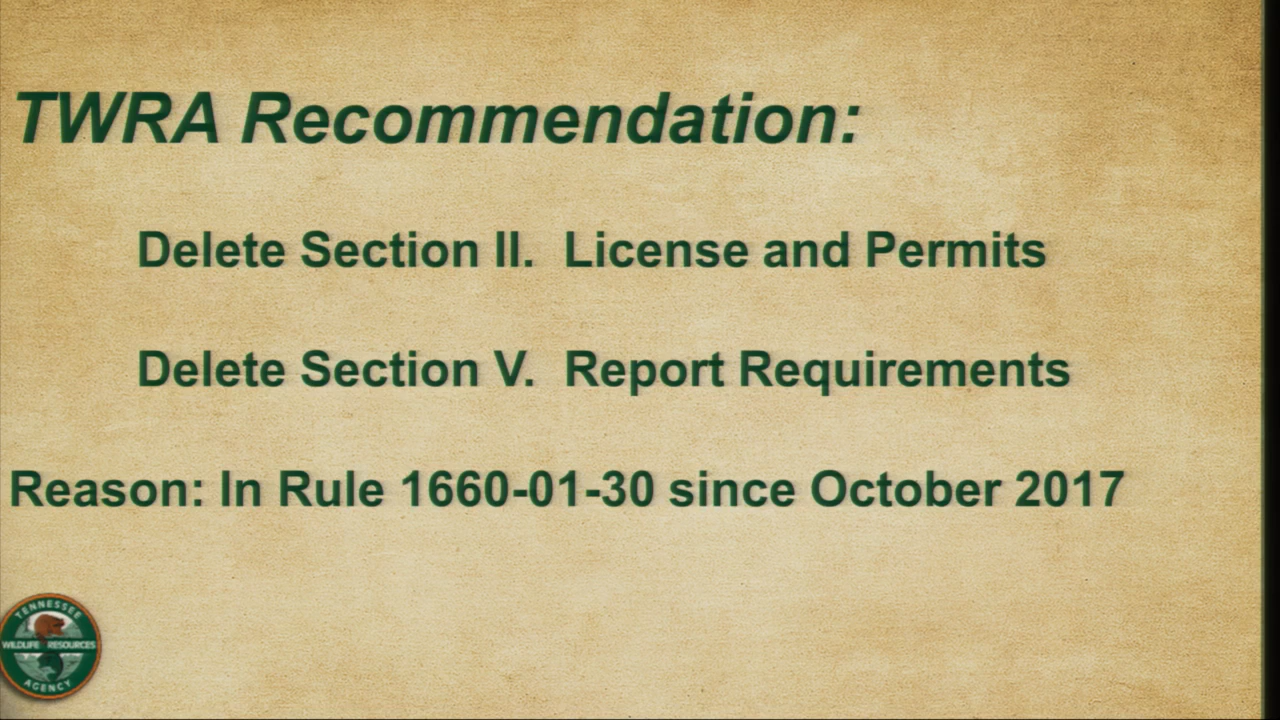 TWRA Recommendation:
Delete Section II. License and Permits
Delete Section V. Report Requirements
Reason: In Rule 1660-01-30 since October 2017
TENNESSEE
WILDLIFE RESOURCES
AGENCY